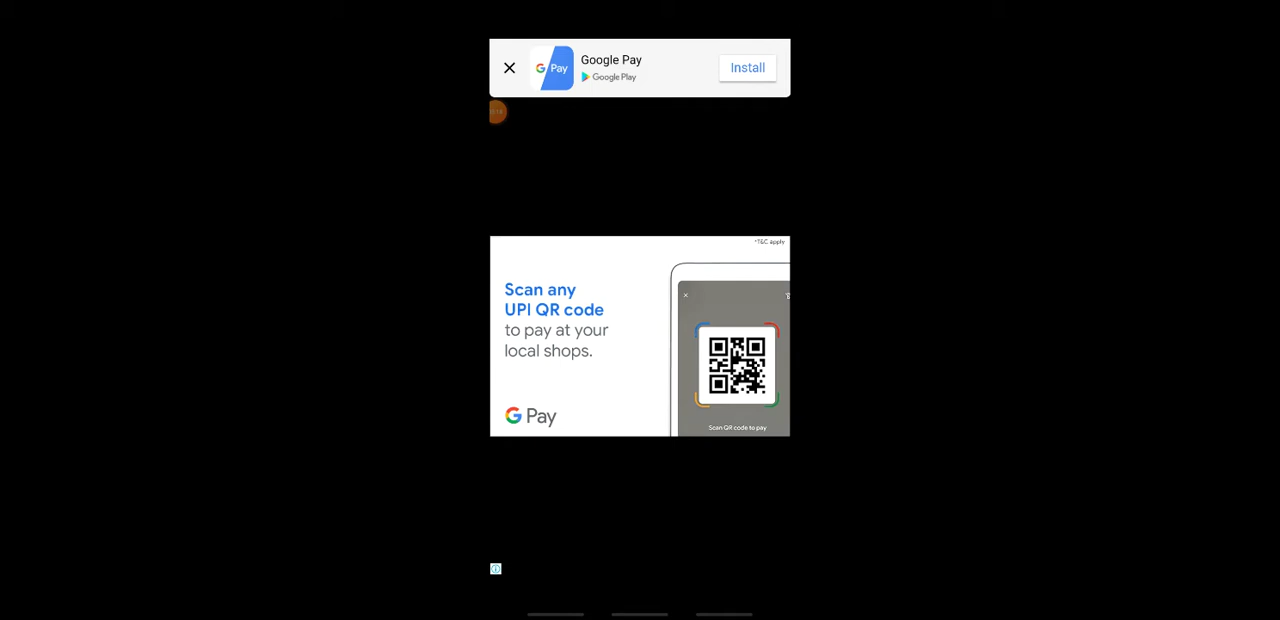 Google Pay
G Pay
Google Play
Install
*T&C apply
Scan any
UPI QR code
to pay at your
local shops.
G Pay
Scan QR code to pay